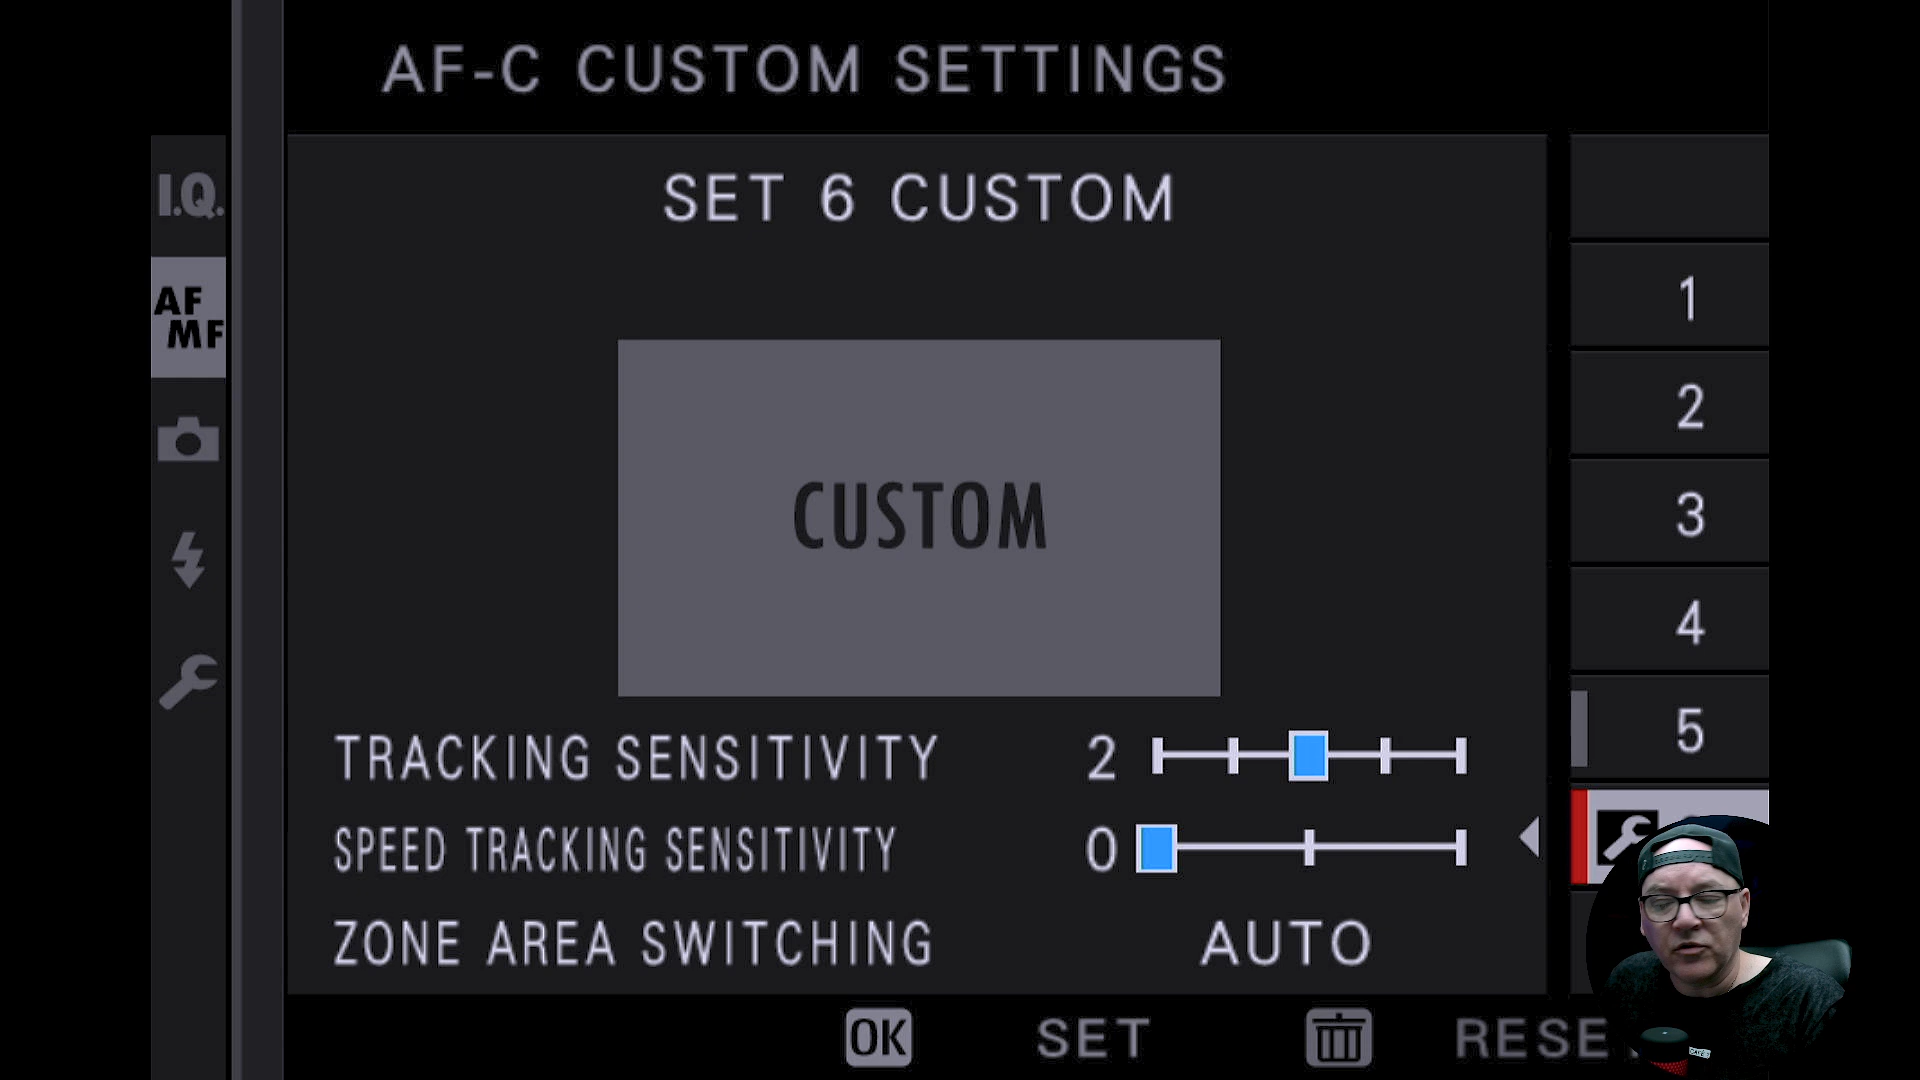 AF-C CUSTOM SETTINGS
I.Q.
AF
MF
SET 6 CUSTOM
CUSTOM
TRACKING SENSITIVITY 2
SPEED TRACKING SENSITIVITY 0
ZONE AREA SWITCHING AUTO
1
2
3
4
5
OK SET RESE